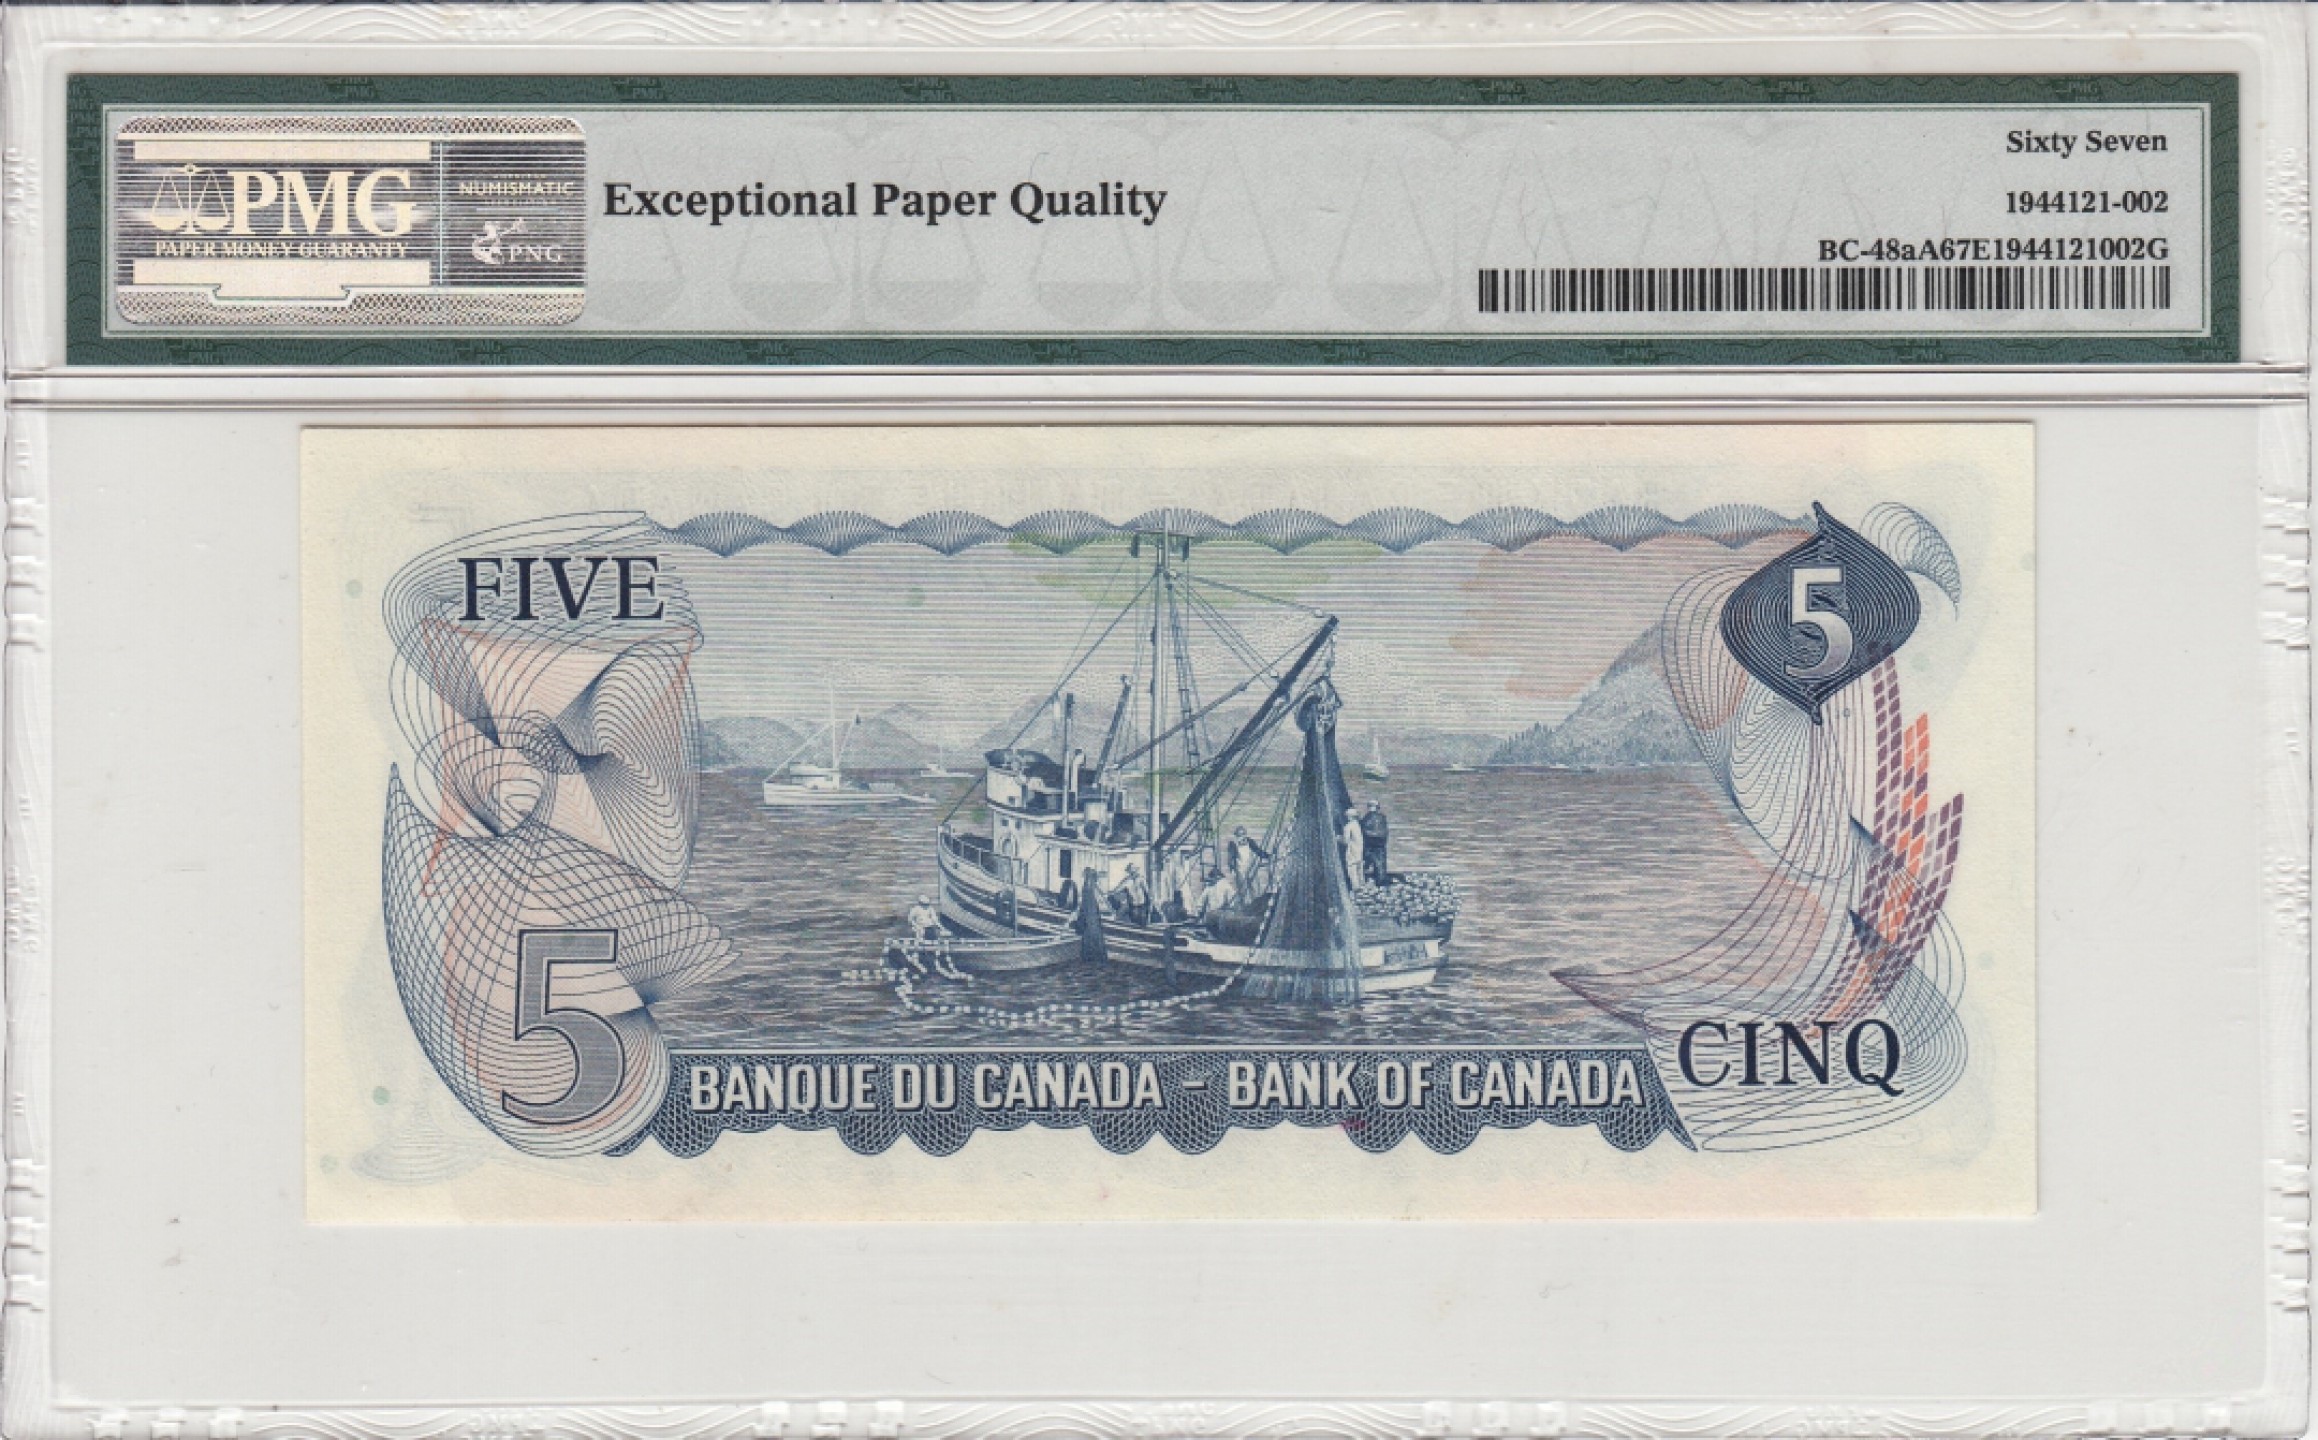 PMG
PAPER MONEY GUARANTY
NUMISMATIC
PNG
Exceptional Paper Quality
Sixty Seven
1944121-002
BC-48aA67E1944121002G
FIVE
5
5
BANQUE DU CANADA – BANK OF CANADA
CINQ